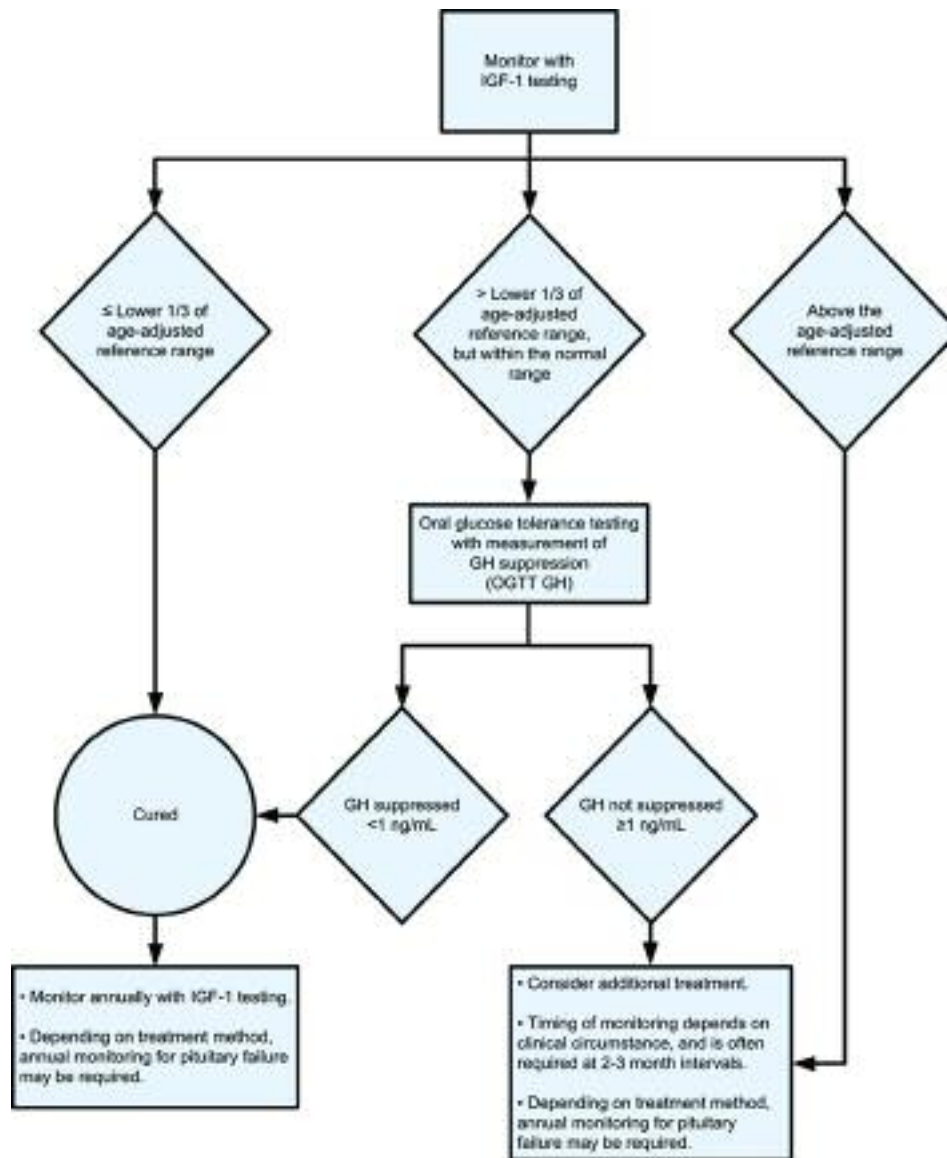 Monitor with
IGF-1 testing
≤ Lower 1/3 of
age-adjusted
reference range
> Lower 1/3 of
age-adjusted
reference range,
but within the normal
range
Above the
age-adjusted
reference range
Oral glucose tolerance testing
with measurement of
GH suppression
(OGTT GH)
Cured
GH suppressed
<1 ng/mL
GH not suppressed
≥1 ng/mL
• Monitor annually with IGF-1 testing.
• Depending on treatment method,
annual monitoring for pituitary failure
may be required.
• Consider additional treatment.
• Timing of monitoring depends on
clinical circumstance, and is often
required at 2-3 month intervals.
• Depending on treatment method,
annual monitoring for pituitary
failure may be required.